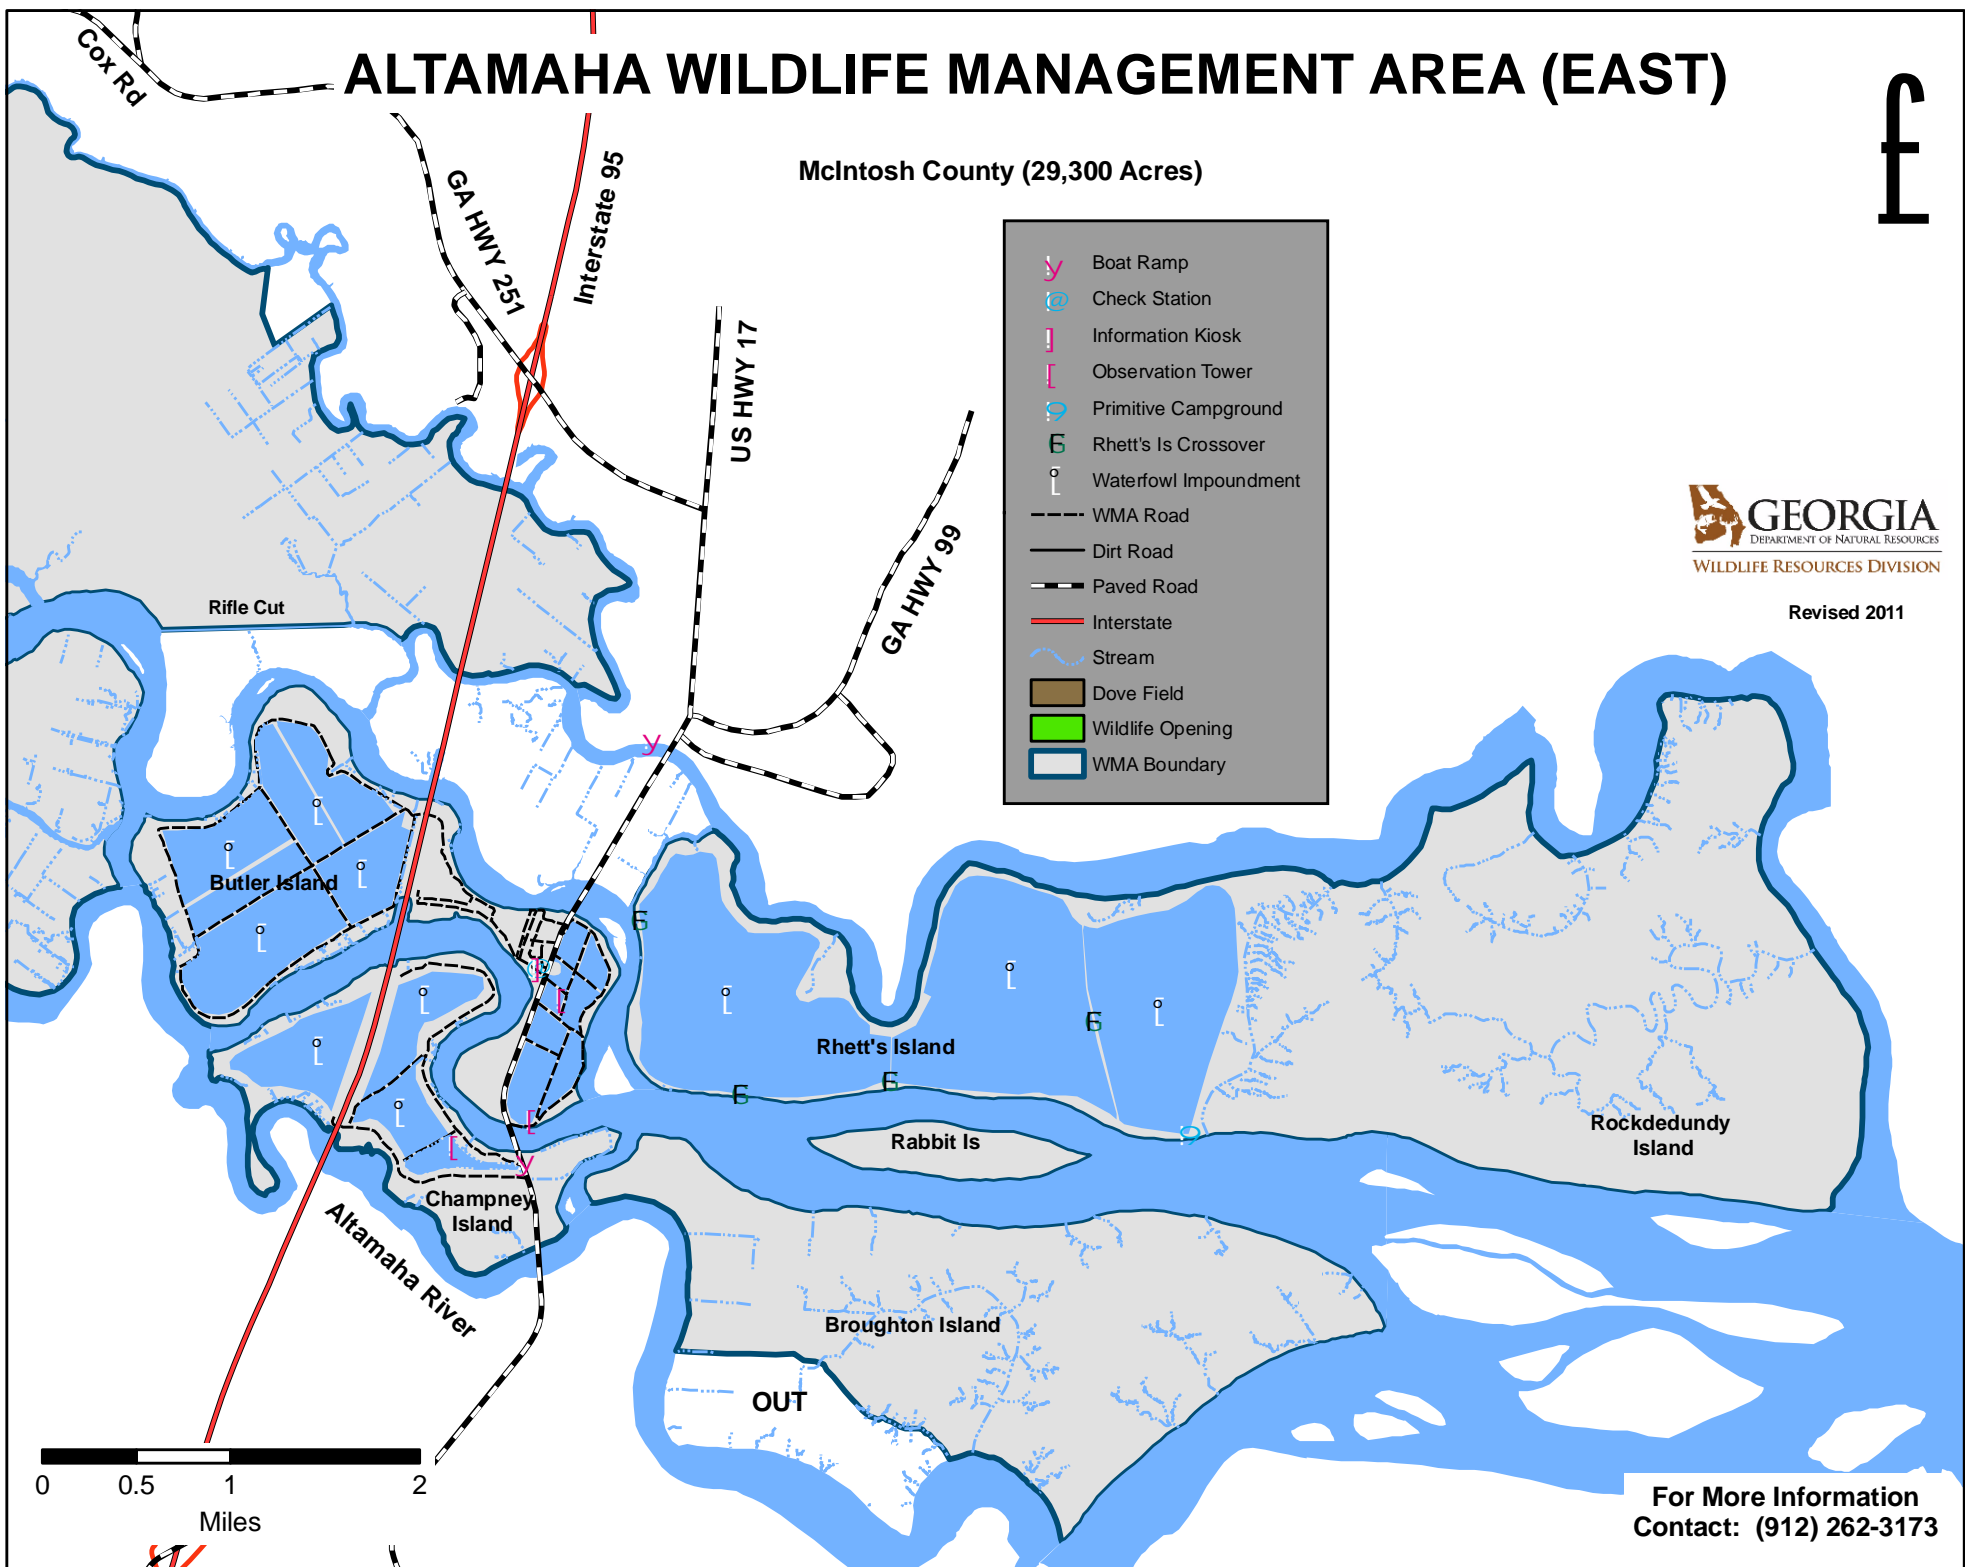 ALTAMAHA WILDLIFE MANAGEMENT AREA (EAST)
£
McIntosh County (29,300 Acres)
Cox Rd
GA HWY 251
Interstate 95
US HWY 17
GA HWY 99
Boat Ramp
Check Station
Information Kiosk
Observation Tower
Primitive Campground
Rhett's Is Crossover
Waterfowl Impoundment
WMA Road
Dirt Road
Paved Road
Interstate
Stream
Dove Field
Wildlife Opening
WMA Boundary
GEORGIA
DEPARTMENT OF NATURAL RESOURCES
WILDLIFE RESOURCES DIVISION
Revised 2011
Rifle Cut
Butler Island
Rhett's Island
Rabbit Is
Rockdedundy
Island
Champney
Island
Altamaha River
Broughton Island
OUT
0 0.5 1 2
Miles
For More Information
Contact: (912) 262-3173